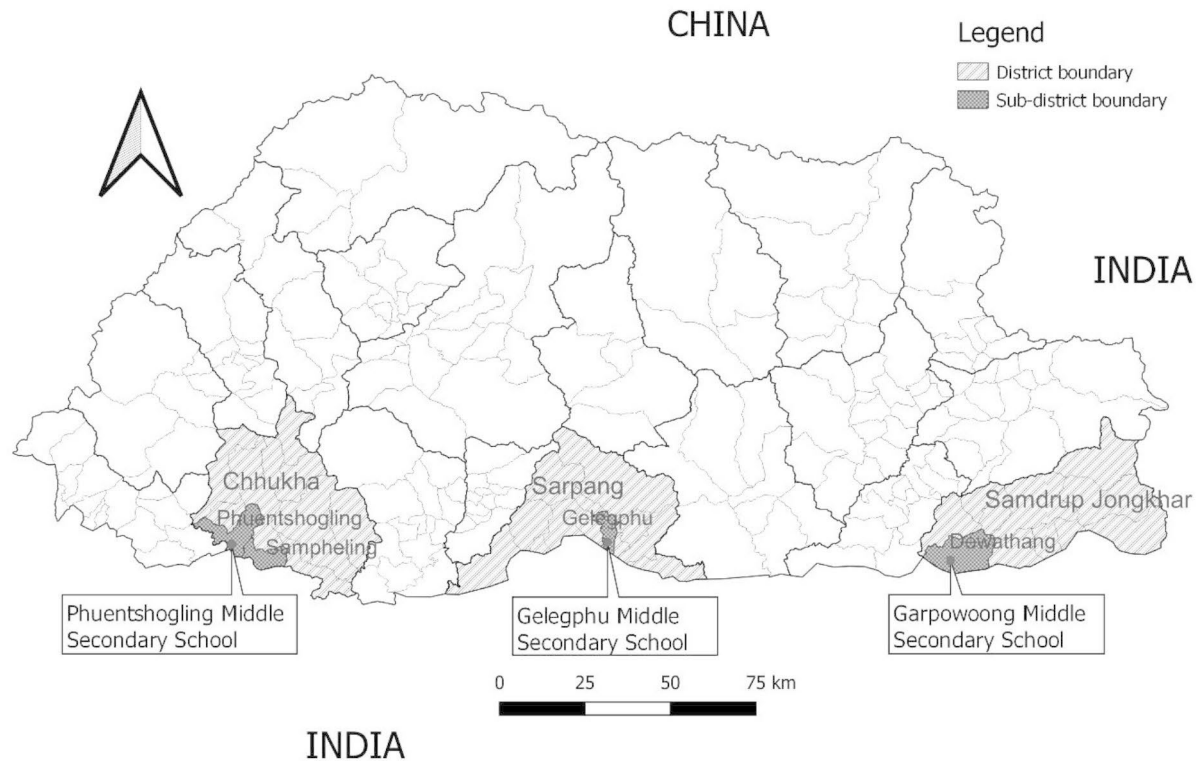 CHINA
Legend
District boundary
Sub-district boundary
INDIA
Chhukha
Phuentshogling
Sampheling
Sarpang
Gelegphu
Samdrup Jongkhar
Dewathang
Phuentshogling Middle
Secondary School
Gelegphu Middle
Secondary School
Garpowoong Middle
Secondary School
0 25 50 75 km
INDIA